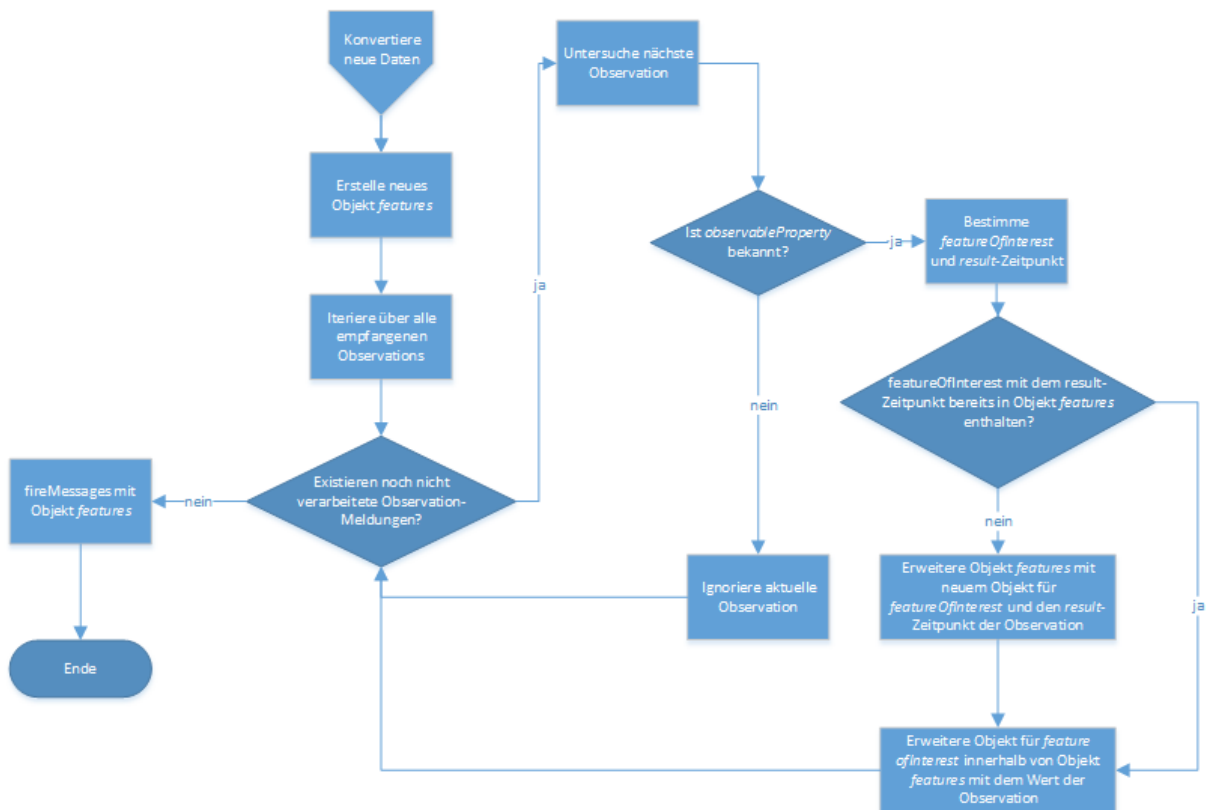 Konvertiere
neue Daten
Untersuche nächste
Observation
Erstelle neues
Objekt features
Ist observableProperty
bekannt?
ja
Bestimme
featureOfInterest
und result-Zeitpunkt
ja
Iteriere über alle
empfangenen
Observations
featureOfInterest mit dem result-
Zeitpunkt bereits in Objekt features
enthalten?
nein
fireMessages mit
Objekt features
nein
Existieren noch nicht
verarbeitete Observation-
Meldungen?
nein
Ignoriere aktuelle
Observation
Erweitere Objekt features mit
neuem Objekt für
featureOfInterest und den result-
Zeitpunkt der Observation
ja
Ende
Erweitere Objekt für feature
ofInterest innerhalb von Objekt
features mit dem Wert der
Observation